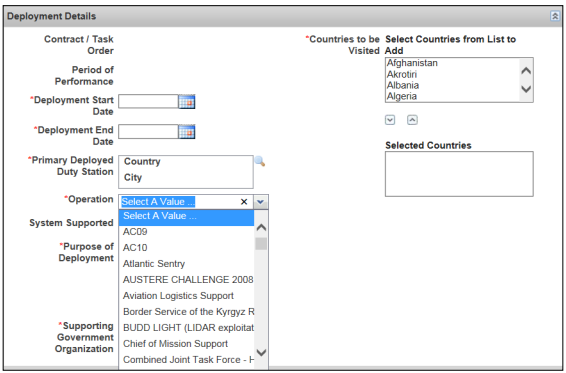 Deployment Details
Contract / Task
Order
Period of
Performance
*Deployment Start
Date
*Deployment End
Date
*Primary Deployed
Duty Station
Country
City
*Operation
Select A Value ...
Select A Value ...
AC09
AC10
Atlantic Sentry
AUSTERE CHALLENGE 2008
Aviation Logistics Support
Border Service of the Kyrgyz R
BUDD LIGHT (LIDAR exploitat
Chief of Mission Support
Combined Joint Task Force - H
System Supported
*Purpose of
Deployment
*Supporting
Government
Organization
*Countries to be
Visited
Select Countries from List to
Add
Afghanistan
Akrotiri
Albania
Algeria
Selected Countries